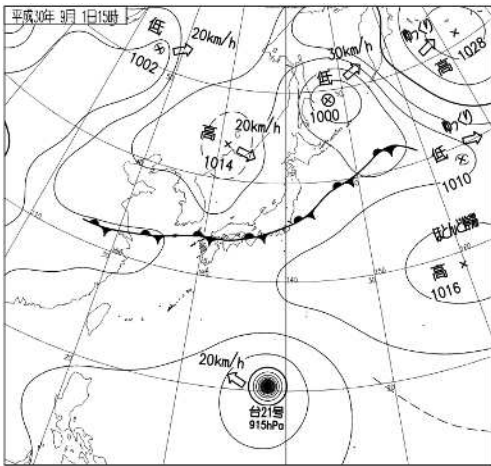 平成30年 9月 1日15時
低
20km/h
1002
30km/h
低
1000
ゆっくり
高
1028
高
20km/h
1014
ゆっくり
低
1010
ほとんど停滞
高
1016
20km/h
台21号
915hPa